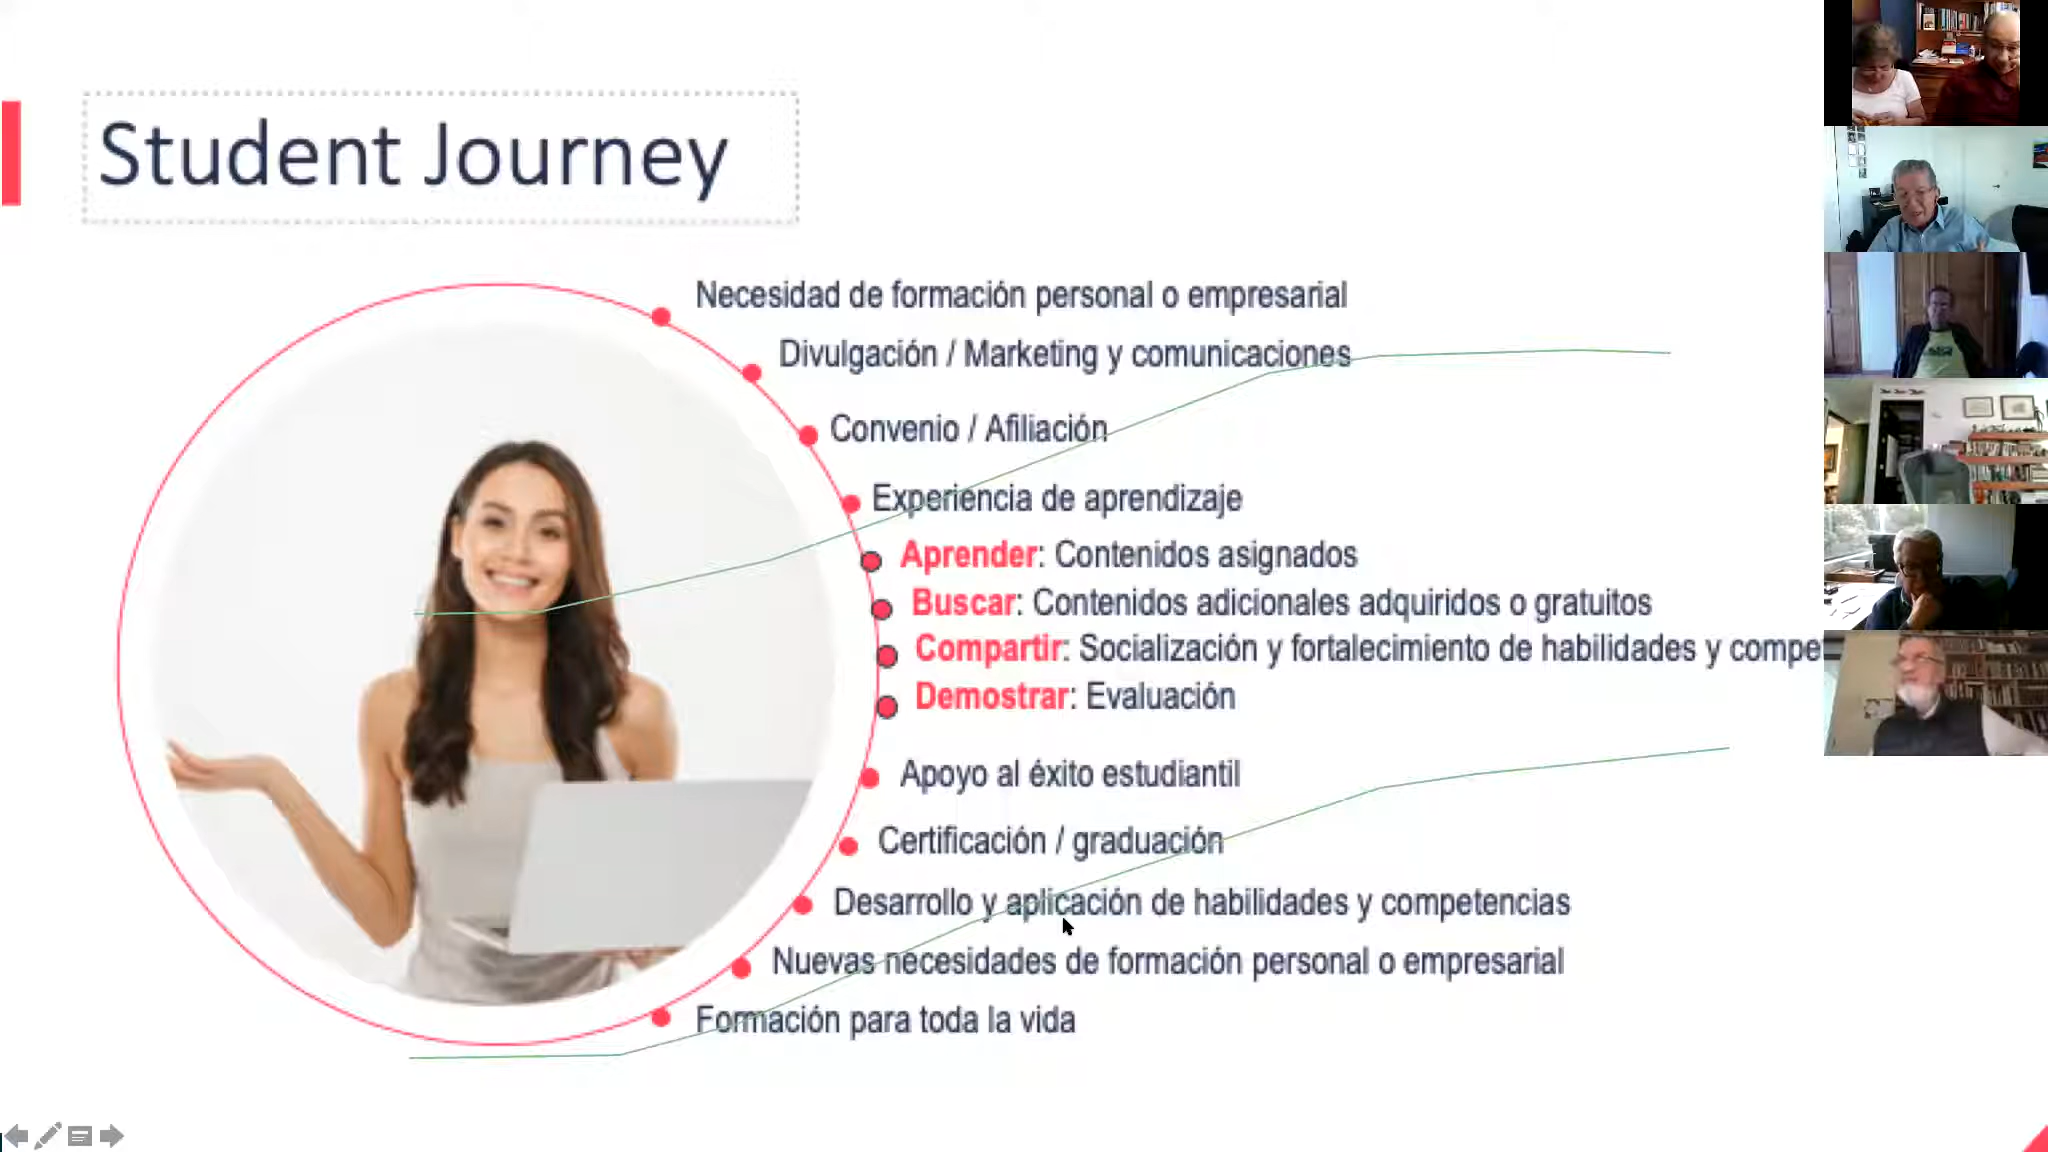 Student Journey
Necesidad de formación personal o empresarial
Divulgación / Marketing y comunicaciones
Convenio / Afiliación
Experiencia de aprendizaje
Aprender: Contenidos asignados
Buscar: Contenidos adicionales adquiridos o gratuitos
Compartir: Socialización y fortalecimiento de habilidades y compe
Demostrar: Evaluación
Apoyo al éxito estudiantil
Certificación / graduación
Desarrollo y aplicación de habilidades y competencias
Nuevas necesidades de formación personal o empresarial
Formación para toda la vida